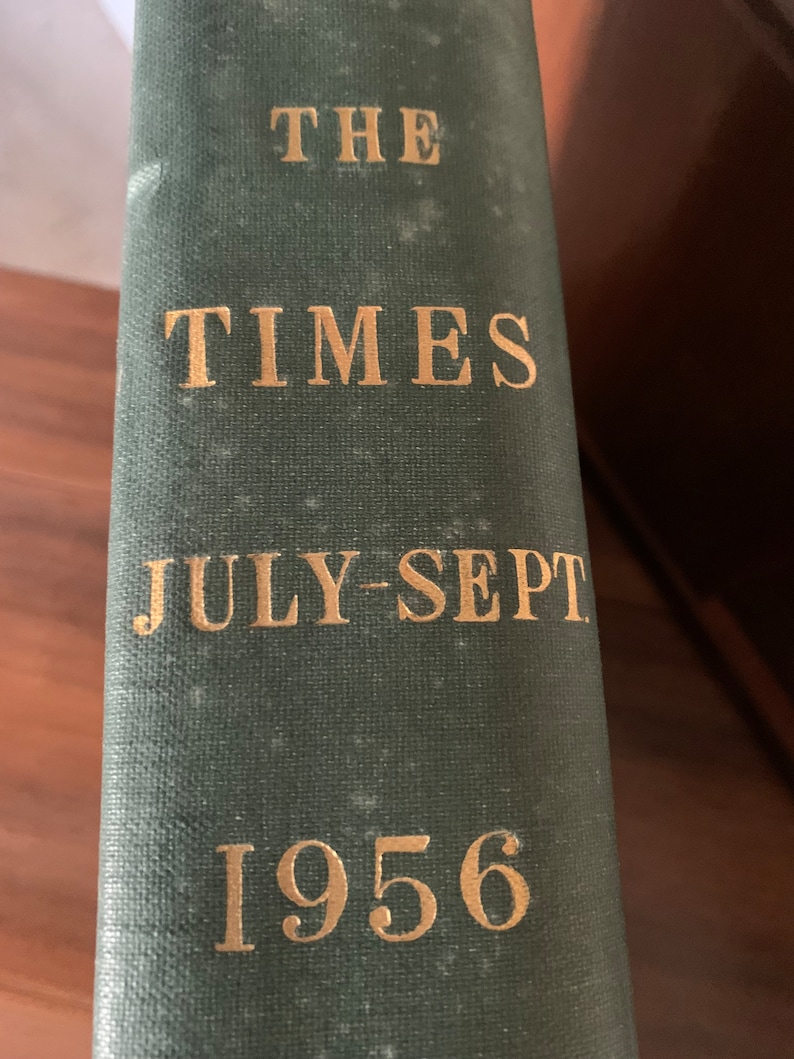 THE
TIMES
JULY-SEPT.
1956